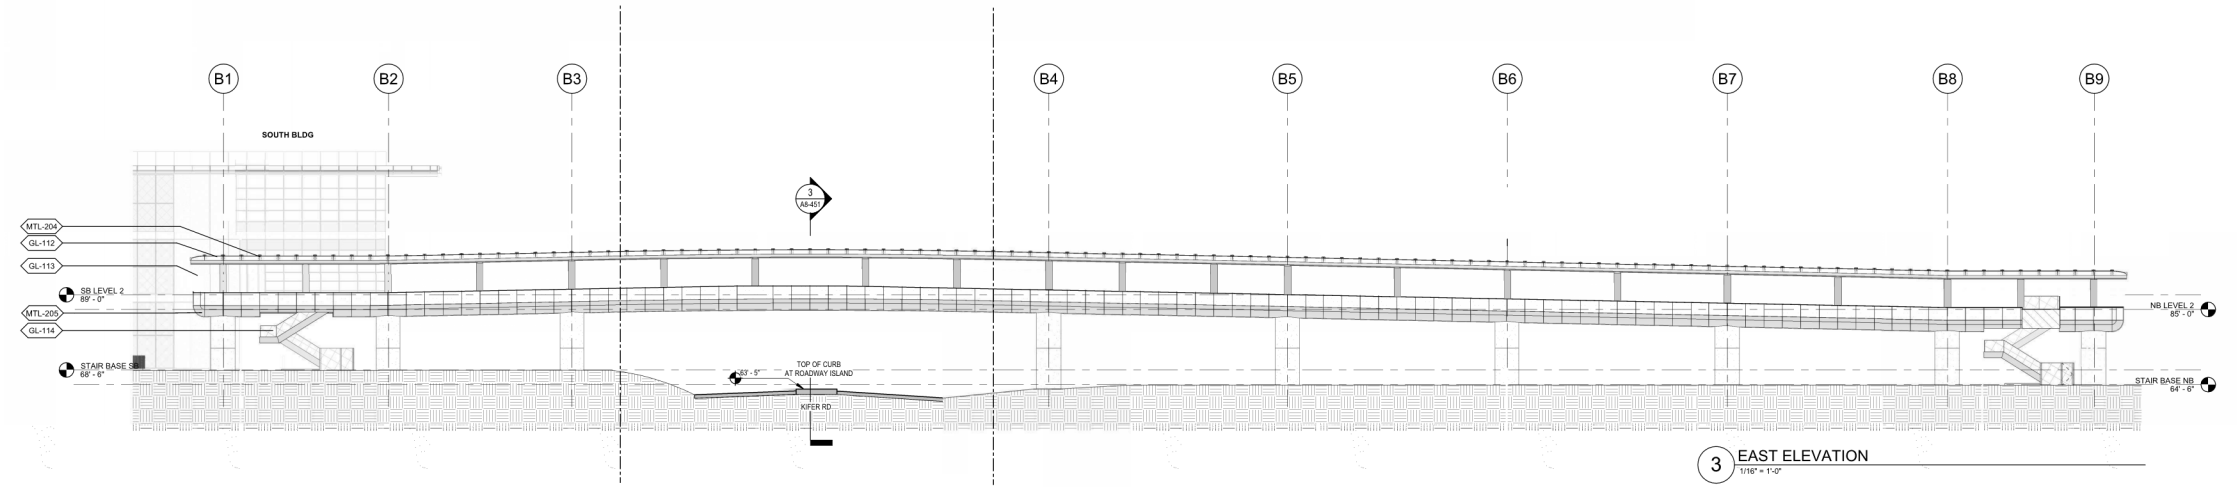 B1
B2
B3
B4
B5
B6
B7
B8
B9
SOUTH BLDG
3
A8-451
MTL-204
GL-112
GL-113
SB LEVEL 2
89' - 0"
MTL-205
GL-114
NB LEVEL 2
85' - 0"
STAIR BASE SB
68' - 6"
TOP OF CURB
AT ROADWAY ISLAND
63' - 5"
KIFER RD
STAIR BASE NB
64' - 6"
3
EAST ELEVATION
1/16" = 1'-0"